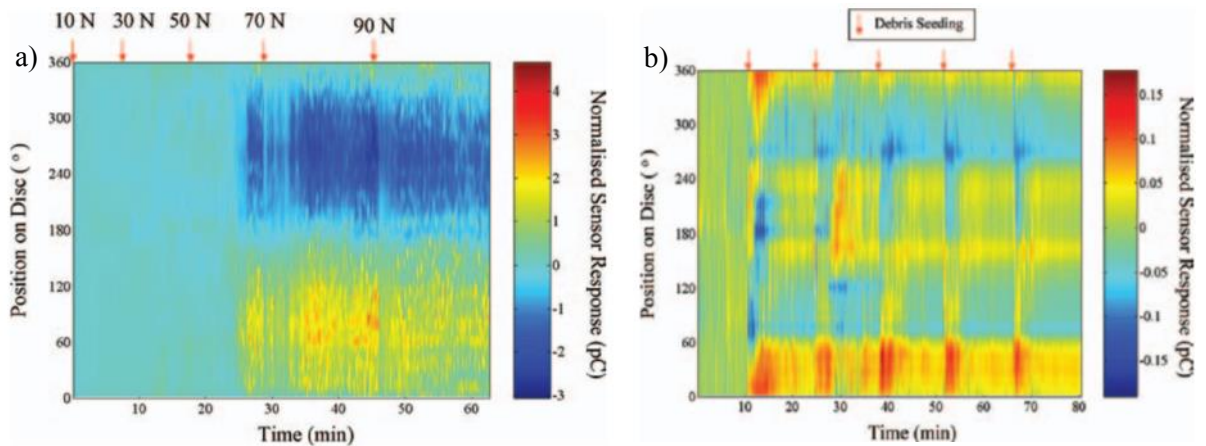 10 N 30 N 50 N 70 N 90 N
a)
360
300
240
180
120
60
0
Position on Disc (°)
10 20 30 40 50 60
Time (min)
4
3
2
1
0
-1
-2
-3
Normalised Sensor Response (pC)
Debris Seeding
b)
360
300
240
180
120
60
0
Position on Disc (°)
10 20 30 40 50 60 70 80
Time (min)
0.15
0.10
0.05
0
-0.05
-0.1
-0.15
Normalised Sensor Response (pC)